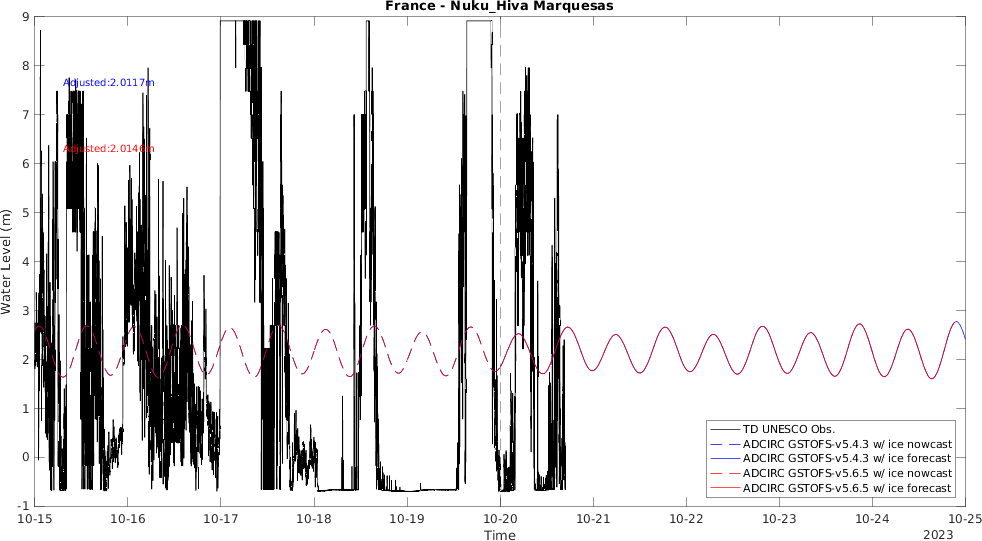 France - Nuku_Hiva Marquesas
9
8
7
6
5
4
3
2
1
0
-1
Water Level (m)
Adjusted:2.0117m
Adjusted:2.0146m
TD UNESCO Obs.
ADCIRC GSTOFS-v5.4.3 w/ ice nowcast
ADCIRC GSTOFS-v5.4.3 w/ ice forecast
ADCIRC GSTOFS-v5.6.5 w/ ice nowcast
ADCIRC GSTOFS-v5.6.5 w/ ice forecast
10-15 10-16 10-17 10-18 10-19 10-20 10-21 10-22 10-23 10-24 10-25
Time
2023